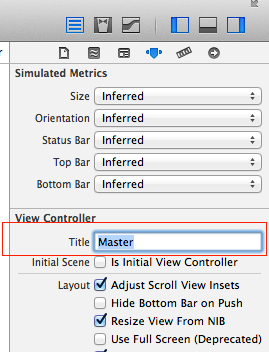 Simulated Metrics
Size Inferred
Orientation Inferred
Status Bar Inferred
Top Bar Inferred
Bottom Bar Inferred
View Controller
Title Master
Initial Scene Is Initial View Controller
Layout Adjust Scroll View Insets
Hide Bottom Bar on Push
Resize View From NIB
Use Full Screen (Deprecated)